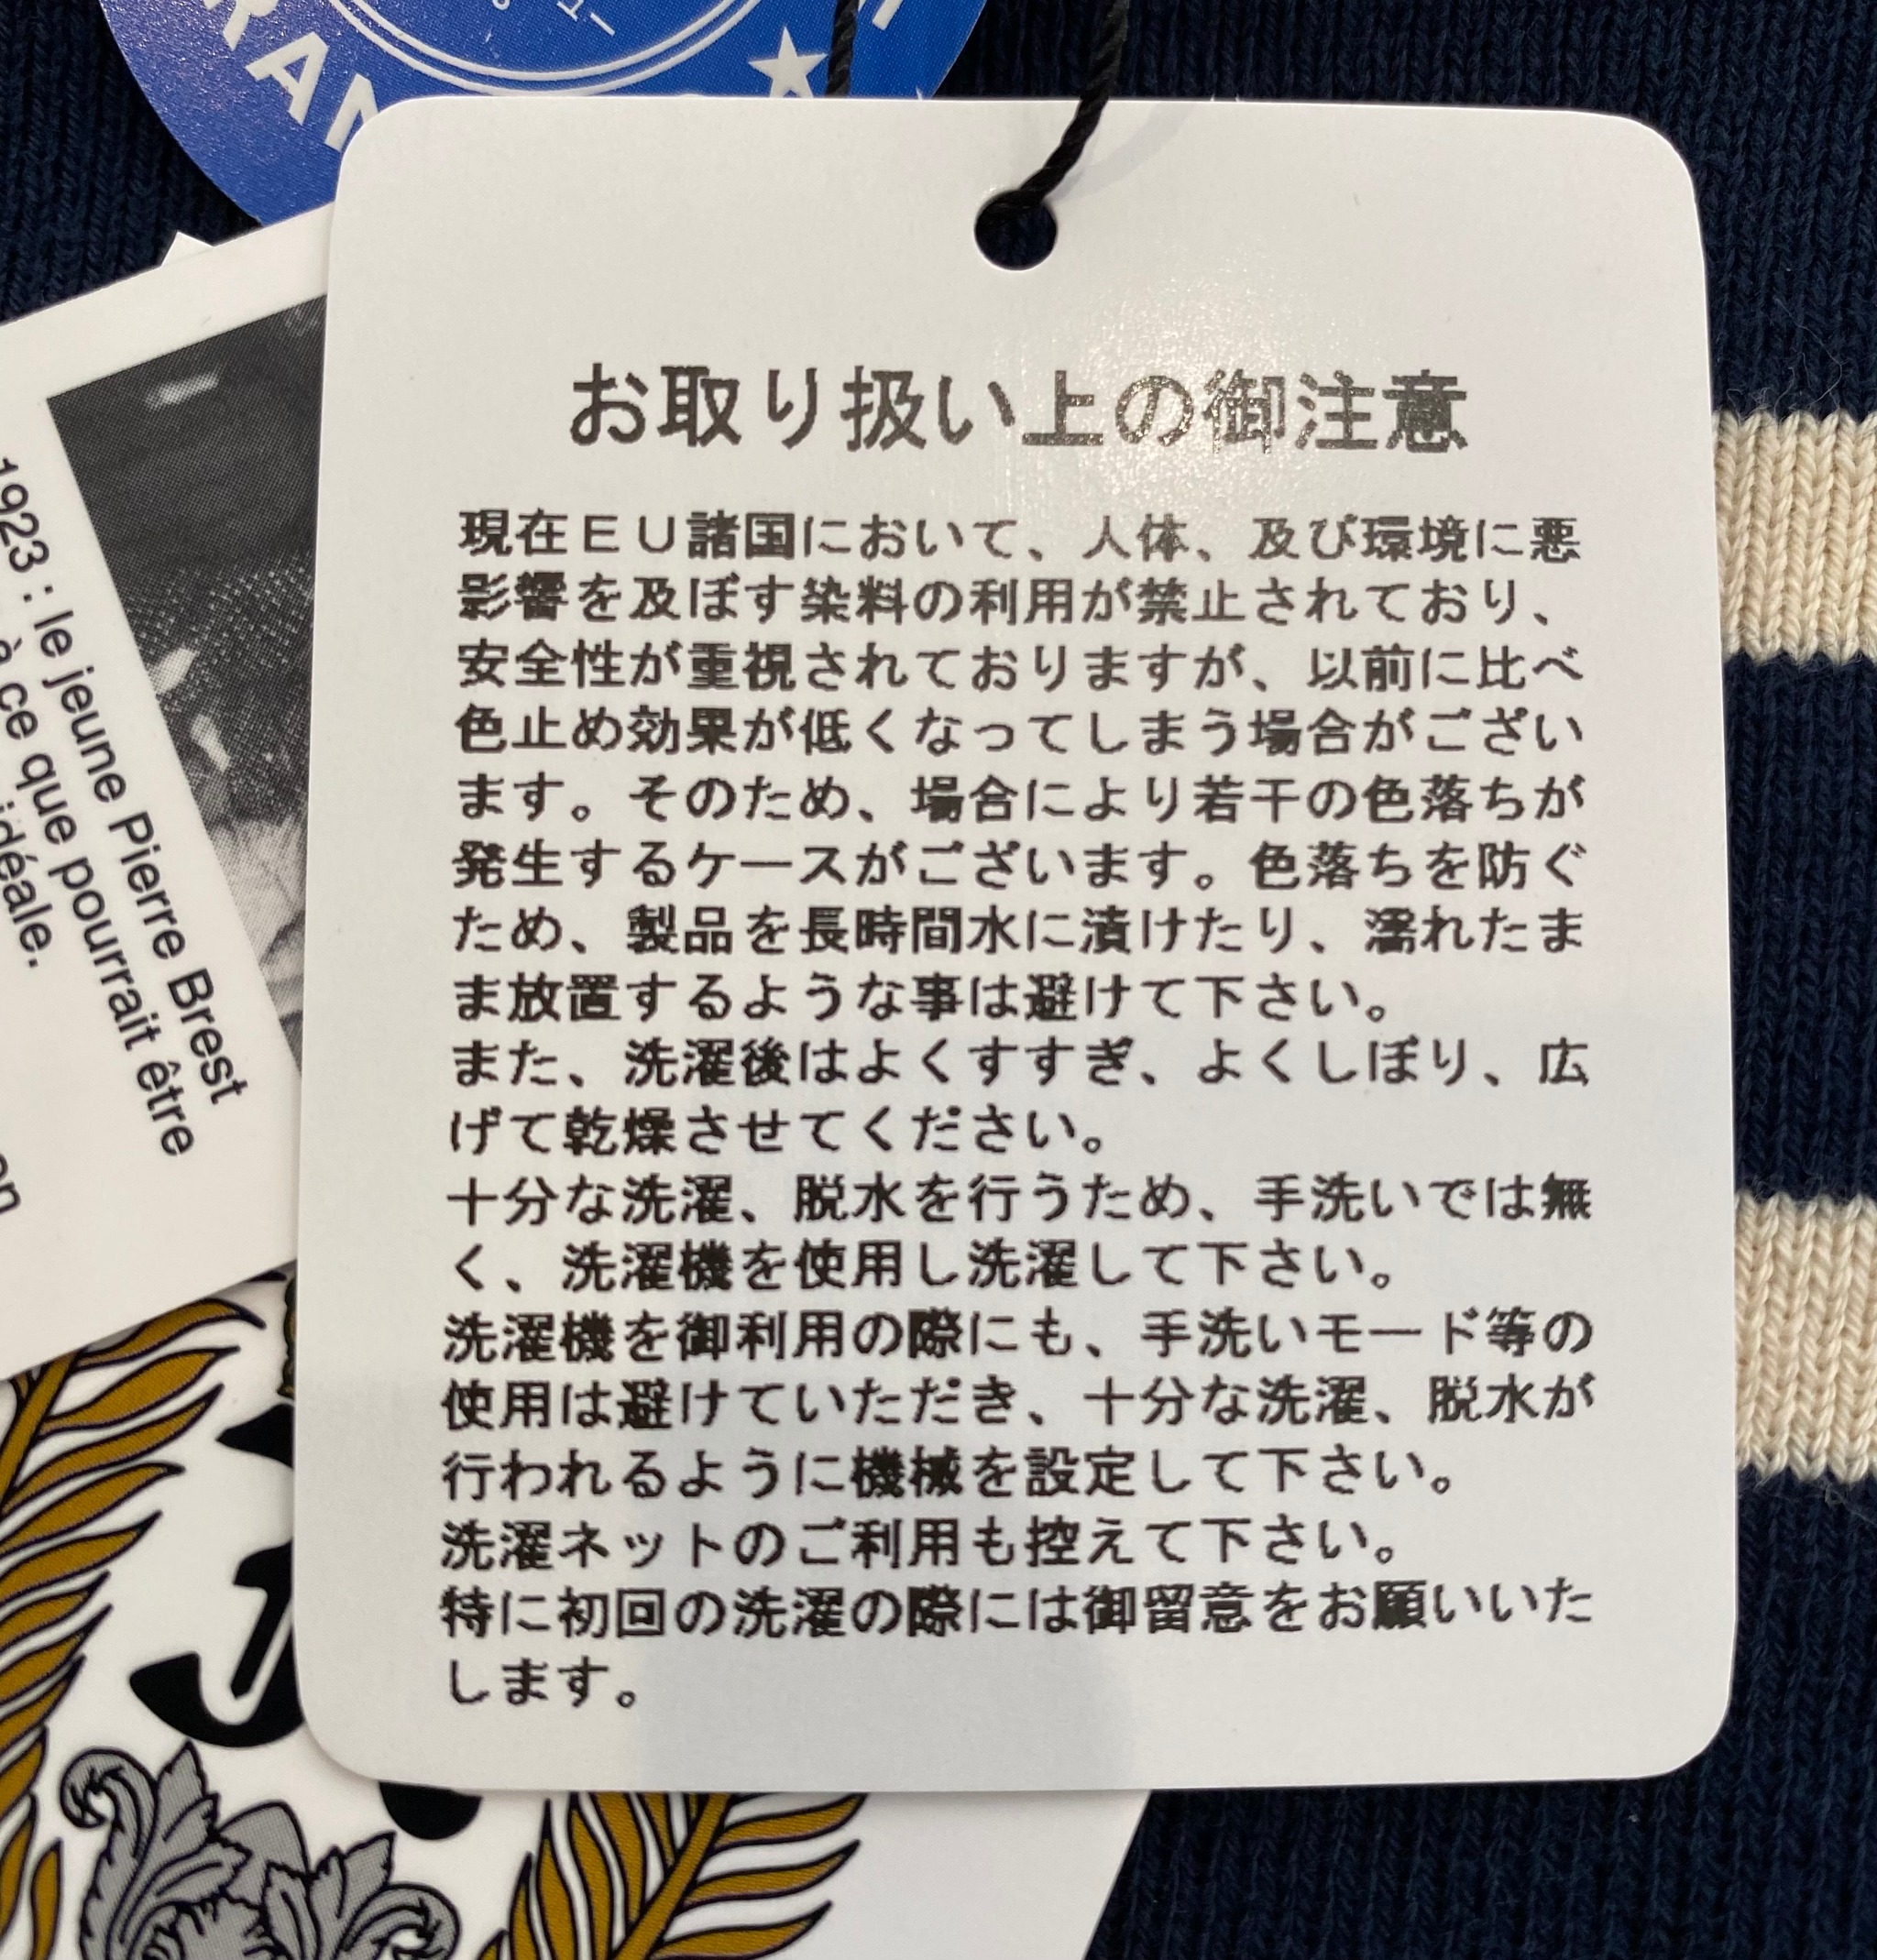 お取り扱い上の御注意
現在ＥＵ諸国において、人体、及び環境に悪
影響を及ぼす染料の利用が禁止されており、
安全性が重視されておりますが、以前に比べ
色止め効果が低くなってしまう場合がござい
ます。そのため、場合により若干の色落ちが
発生するケースがございます。色落ちを防ぐ
ため、製品を長時間水に漬けたり、濡れたま
ま放置するような事は避けて下さい。
また、洗濯後はよくすすぎ、よくしぼり、広
げて乾燥させてください。
十分な洗濯、脱水を行うため、手洗いでは無
く、洗濯機を使用し洗濯して下さい。
洗濯機を御利用の際にも、手洗いモード等の
使用は避けていただき、十分な洗濯、脱水が
行われるように機械を設定して下さい。
洗濯ネットのご利用も控えて下さい。
特に初回の洗濯の際には御留意をお願いいた
します。
1923 : le jeune Pierre Brest
à ce que pourrait être
idéale.